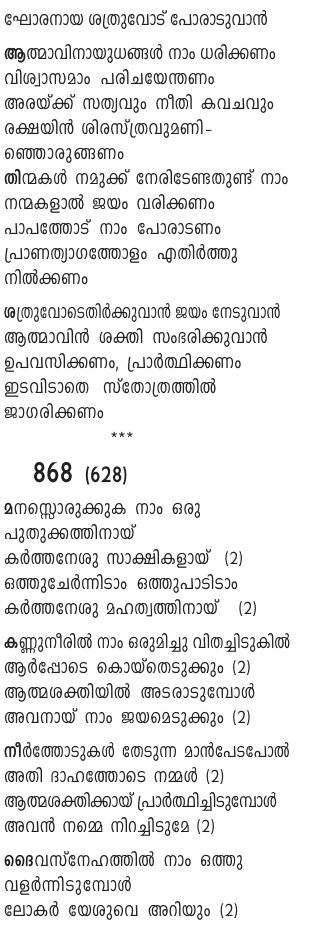 ഘോരനായ ശത്രുവോട് പോരാടുവാൻ
ആത്മാവിനായുധങ്ങൾ നാം ധരിക്കണം
വിശ്വാസമാം പരിചയേന്തണം
അരയ്ക്ക് സത്യവും നീതി കവചവും
രക്ഷയിൻ ശിരസ്ത്രവുമണി-
ഞ്ഞൊരുങ്ങണം
തിന്മകൾ നമുക്ക് നേരിടേണ്ടതുണ്ട് നാം
നന്മകളാൽ ജയം വരിക്കണം
പാപത്തോട് നാം പോരാടണം
പ്രാണത്യാഗത്തോളം എതിർത്തു
നിൽക്കണം
ശത്രുവോടെതിർക്കുവാൻ ജയം നേടുവാൻ
ആത്മാവിൻ ശക്തി സംഭരിക്കുവാൻ
ഉപവസിക്കണം, പ്രാർത്ഥിക്കണം
ഇടവിടാതെ സ്തോത്രത്തിൽ
ജാഗരിക്കണം
***
868 (628)
മനസ്സൊരുക്കുക നാം ഒരു
പുതുക്കത്തിനായ്
കർത്തനേശു സാക്ഷികളായ് (2)
ഒത്തുചേർന്നിടാം ഒത്തുപാടിടാം
കർത്തനേശു മഹത്വത്തിനായ് (2)
കണ്ണുനീരിൽ നാം ഒരുമിച്ചു വിതച്ചിടുകിൽ
ആർപ്പോടെ കൊയ്തെടുക്കും (2)
ആത്മശക്തിയിൽ അടരാടുമ്പോൾ
അവനായ് നാം ജയമെടുക്കും (2)
നീർത്തോടുകൾ തേടുന്ന മാൻപേടപോൽ
അതി ദാഹത്തോടെ നമ്മൾ (2)
ആത്മശക്തിക്കായ് പ്രാർത്ഥിച്ചിടുമ്പോൾ
അവൻ നമ്മെ നിറച്ചിടുമേ (2)
ദൈവസ്നേഹത്തിൽ നാം ഒത്തു
വളർന്നിടുമ്പോൾ
ലോകർ യേശുവെ അറിയും (2)